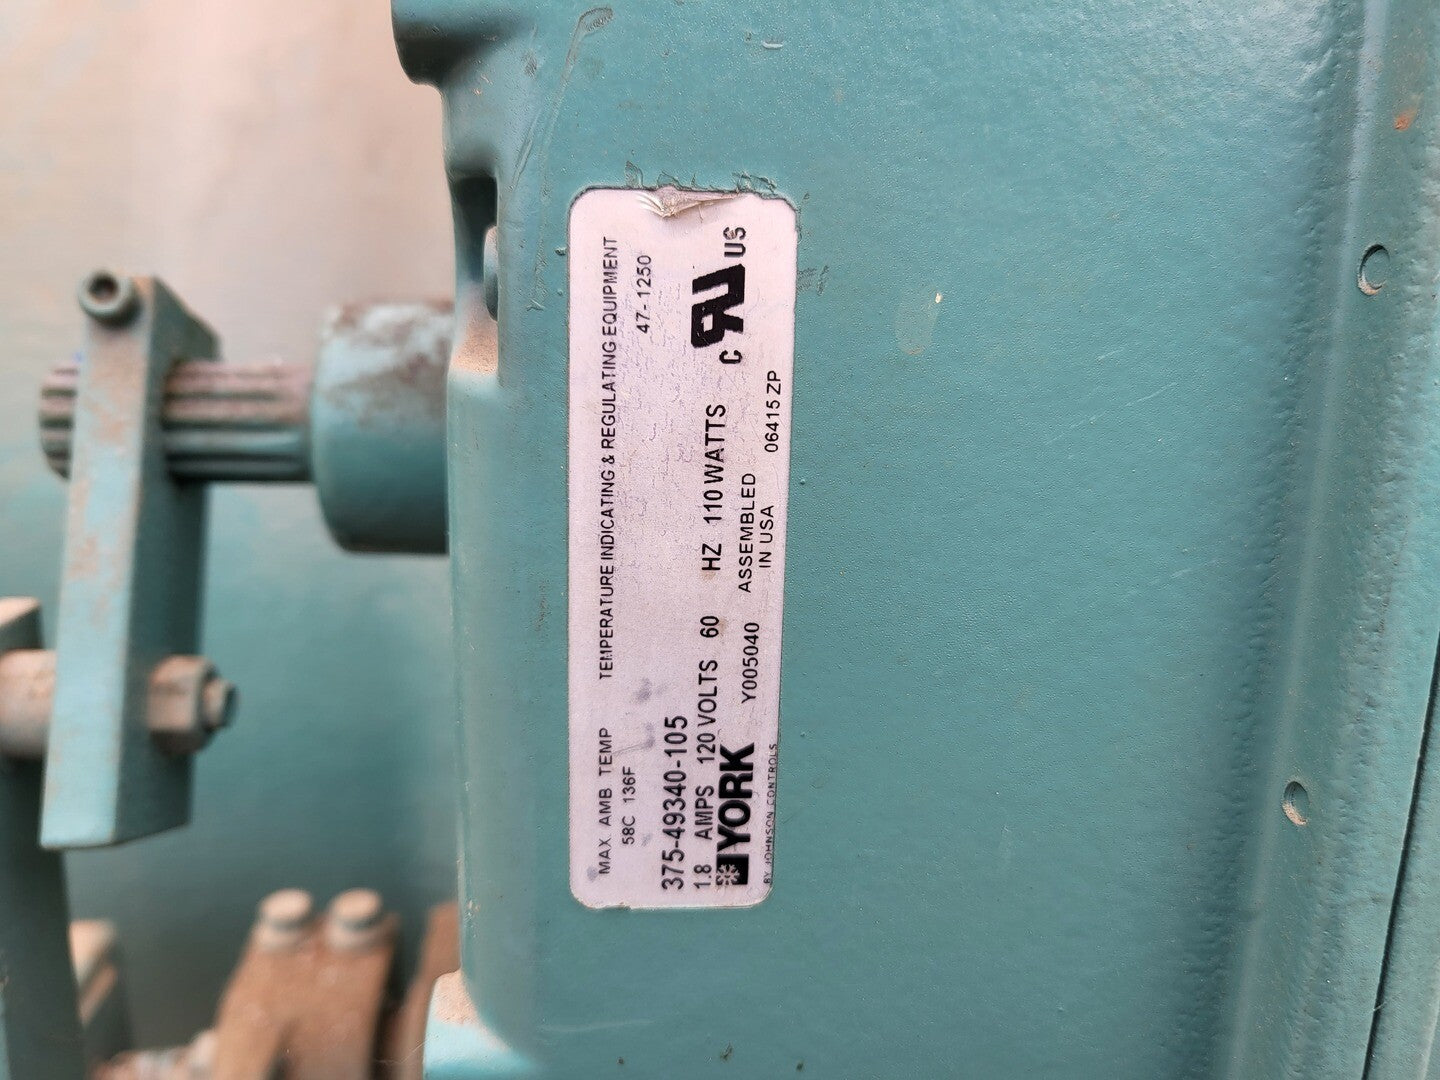 MAX AMB TEMP TEMPERATURE INDICATING & REGULATING EQUIPMENT
58C 136F 47-1250
375-49340-105
1.8 AMPS 120 VOLTS 60 HZ 110 WATTS
C RU US
YORK Y005040 ASSEMBLED 06415 ZP
IN USA
BY JOHNSON CONTROLS